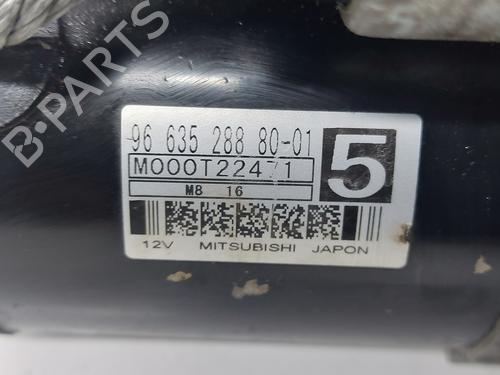 96 635 288 80-01
M000T22471
5
M8 16
12V MITSUBISHI JAPON
B-PARTS